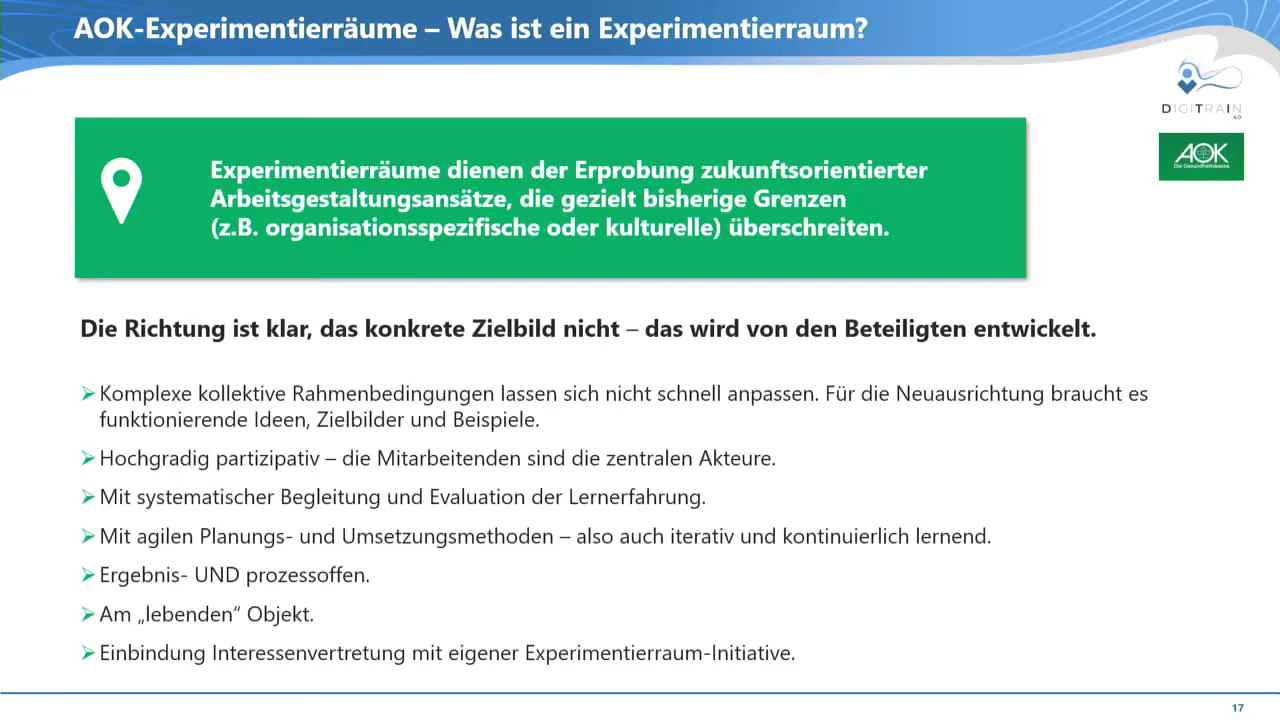 AOK-Experimentierräume – Was ist ein Experimentierraum?
DIGITRAIN
4.0
AOK
Die Gesundheitskasse
Experimentierräume dienen der Erprobung zukunftsorientierter
Arbeitsgestaltungsansätze, die gezielt bisherige Grenzen
(z.B. organisationsspezifische oder kulturelle) überschreiten.
Die Richtung ist klar, das konkrete Zielbild nicht – das wird von den Beteiligten entwickelt.
Komplexe kollektive Rahmenbedingungen lassen sich nicht schnell anpassen. Für die Neuausrichtung braucht es
funktionierende Ideen, Zielbilder und Beispiele.
Hochgradig partizipativ – die Mitarbeitenden sind die zentralen Akteure.
Mit systematischer Begleitung und Evaluation der Lernerfahrung.
Mit agilen Planungs- und Umsetzungsmethoden – also auch iterativ und kontinuierlich lernend.
Ergebnis- UND prozessoffen.
Am „lebenden“ Objekt.
Einbindung Interessenvertretung mit eigener Experimentierraum-Initiative.
17